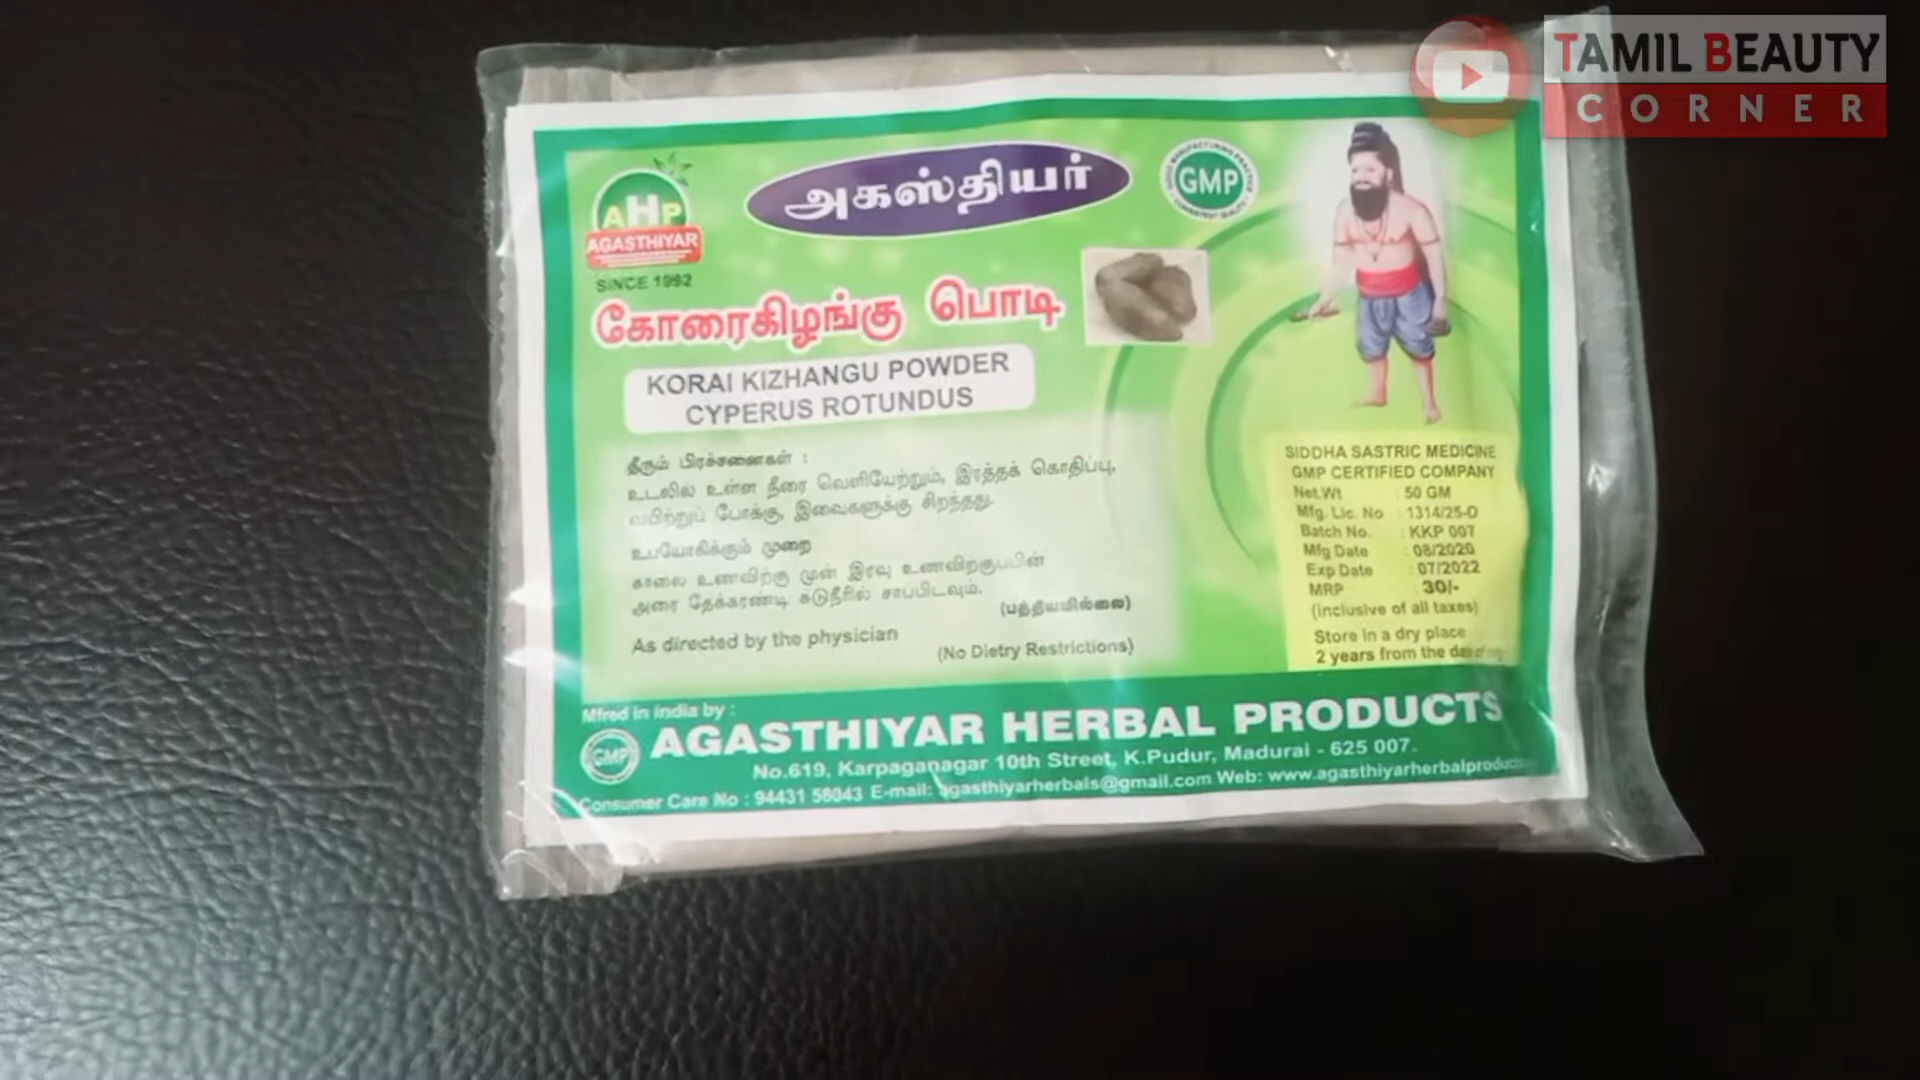 TAMIL BEAUTY
CORNER
AHP
AGASTHIYAR
SINCE 1992
அகஸ்தியர்
GMP
கோரைகிழங்கு பொடி
KORAI KIZHANGU POWDER
CYPERUS ROTUNDUS
தீரும் பிரச்சனைகள் :
உடலில் உள்ள நீரை வெளியேற்றும், இரத்தக் கொதிப்பு,
வயிற்றுப் போக்கு, இவைகளுக்கு சிறந்தது.
உபயோகிக்கும் முறை
காலை உணவிற்கு முன் இரவு உணவிற்குப்பின்
அரை தேக்கரண்டி சுடுநீரில் சாப்பிடவும்.
(பத்தியமில்லை)
As directed by the physician
(No Dietry Restrictions)
SIDDHA SASTRIC MEDICINE
GMP CERTIFIED COMPANY
Net.Wt : 50 GM
Mfg. Lic. No : 1314/25-D
Batch No. : KKP 007
Mfg Date : 08/2020
Exp Date : 07/2022
MRP : 30/-
(inclusive of all taxes)
Store in a dry place
2 years from the date of
Mfred in india by :
GMP
AGASTHIYAR HERBAL PRODUCTS
No.619, Karpaganagar 10th Street, K.Pudur, Madurai - 625 007.
Consumer Care No : 94431 58043 E-mail: agasthiyarherbals@gmail.com Web: www.agasthiyarherbalproducts